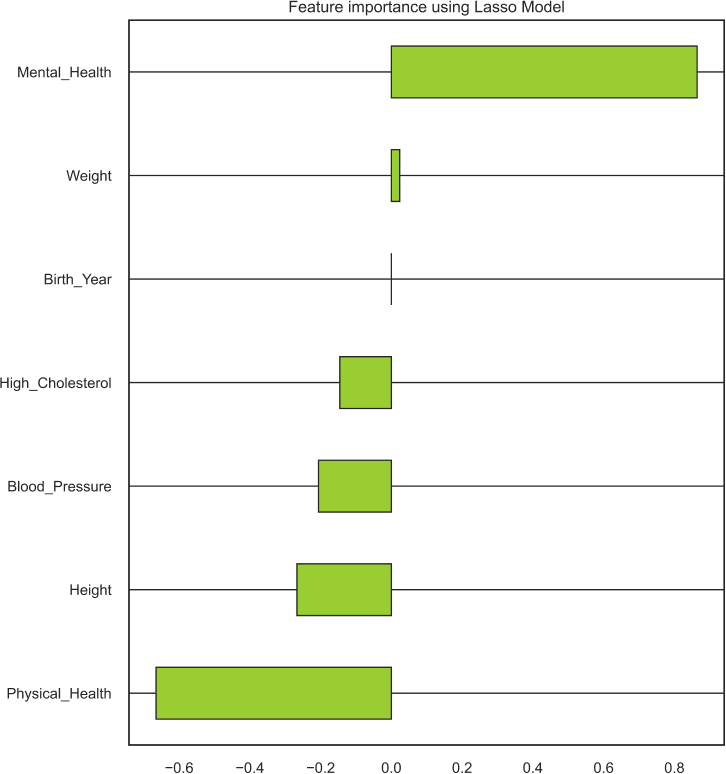 Feature importance using Lasso Model
Mental_Health
Weight
Birth_Year
High_Cholesterol
Blood_Pressure
Height
Physical_Health
−0.6 −0.4 −0.2 0.0 0.2 0.4 0.6 0.8